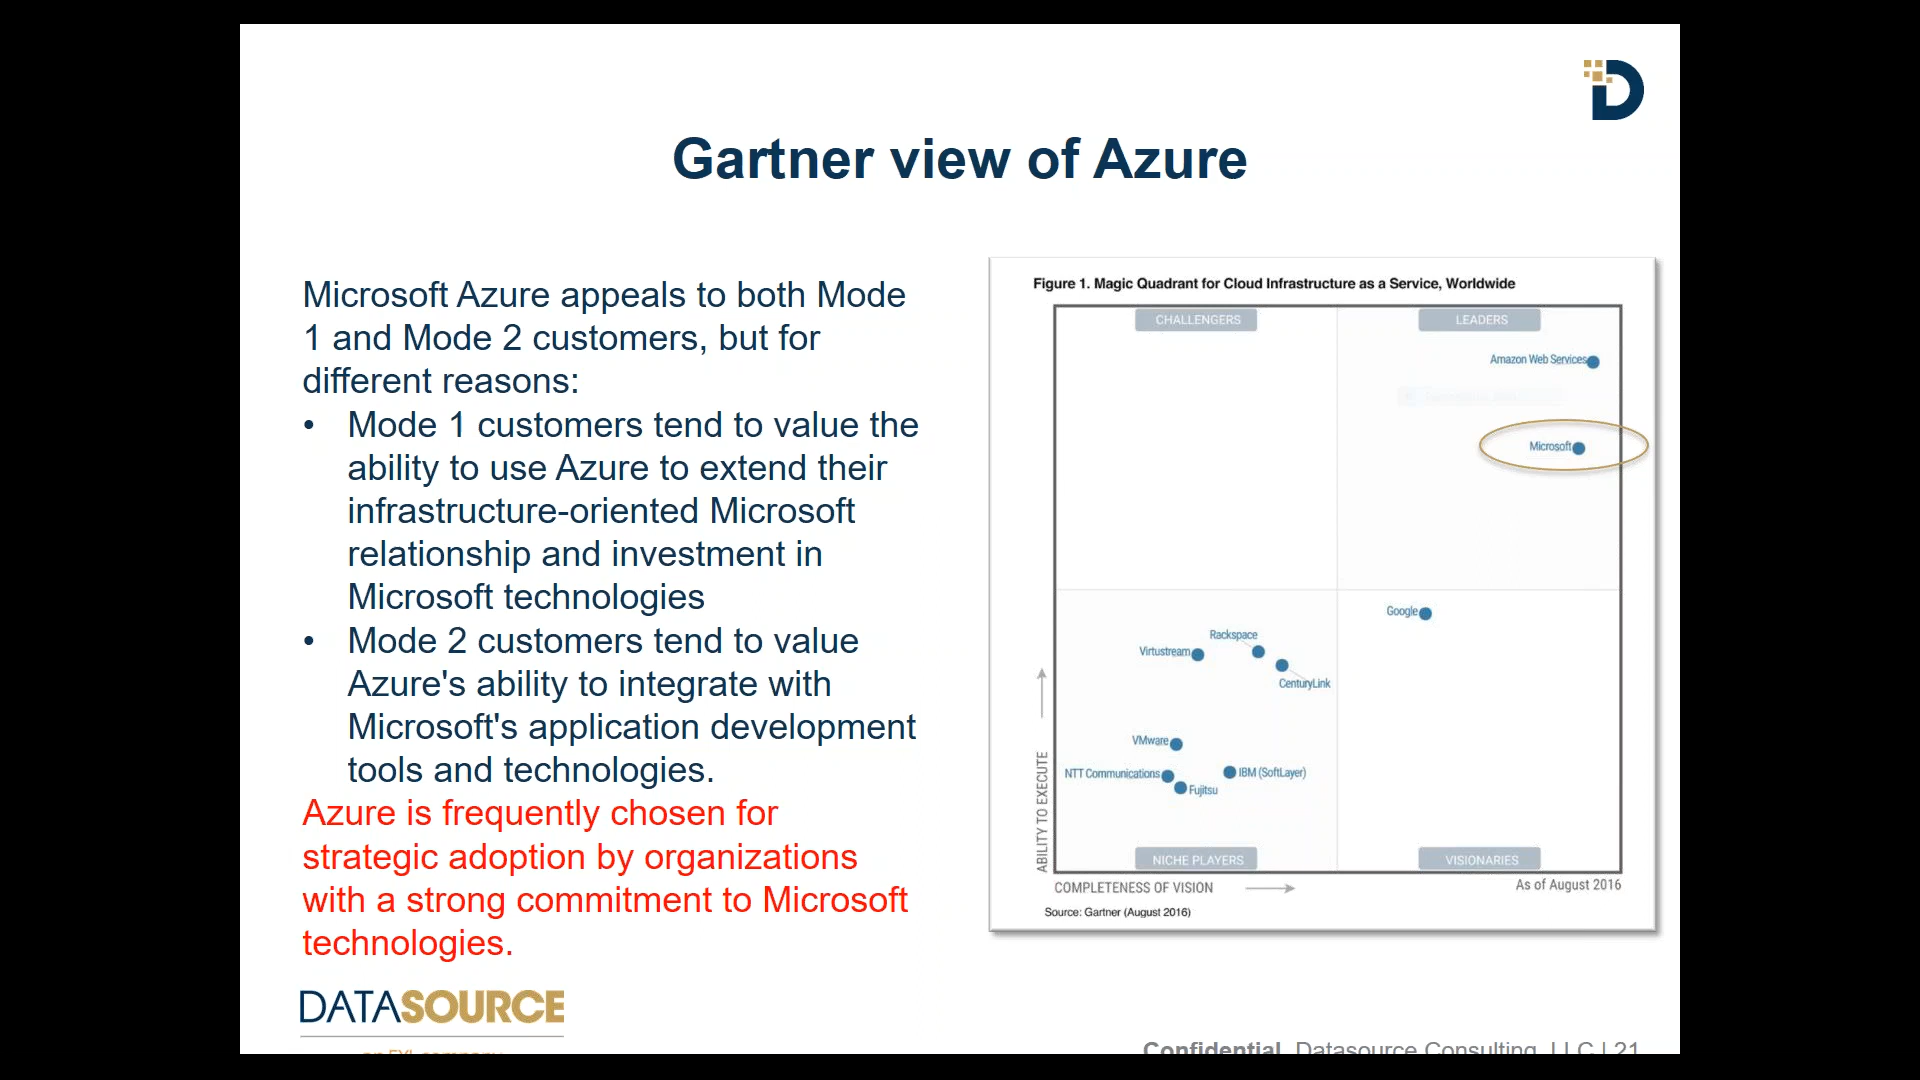 Gartner view of Azure
Microsoft Azure appeals to both Mode
1 and Mode 2 customers, but for
different reasons:
• Mode 1 customers tend to value the
ability to use Azure to extend their
infrastructure-oriented Microsoft
relationship and investment in
Microsoft technologies
• Mode 2 customers tend to value
Azure's ability to integrate with
Microsoft's application development
tools and technologies.
Azure is frequently chosen for
strategic adoption by organizations
with a strong commitment to Microsoft
technologies.
Figure 1. Magic Quadrant for Cloud Infrastructure as a Service, Worldwide
CHALLENGERS
LEADERS
Amazon Web Services
Microsoft
Google
Rackspace
Virtustream
CenturyLink
VMware
NTT Communications
IBM (SoftLayer)
Fujitsu
NICHE PLAYERS
VISIONARIES
ABILITY TO EXECUTE
COMPLETENESS OF VISION
As of August 2016
Source: Gartner (August 2016)
DATASOURCE
an EXL company
Confidential Datasource Consulting, LLC | 21